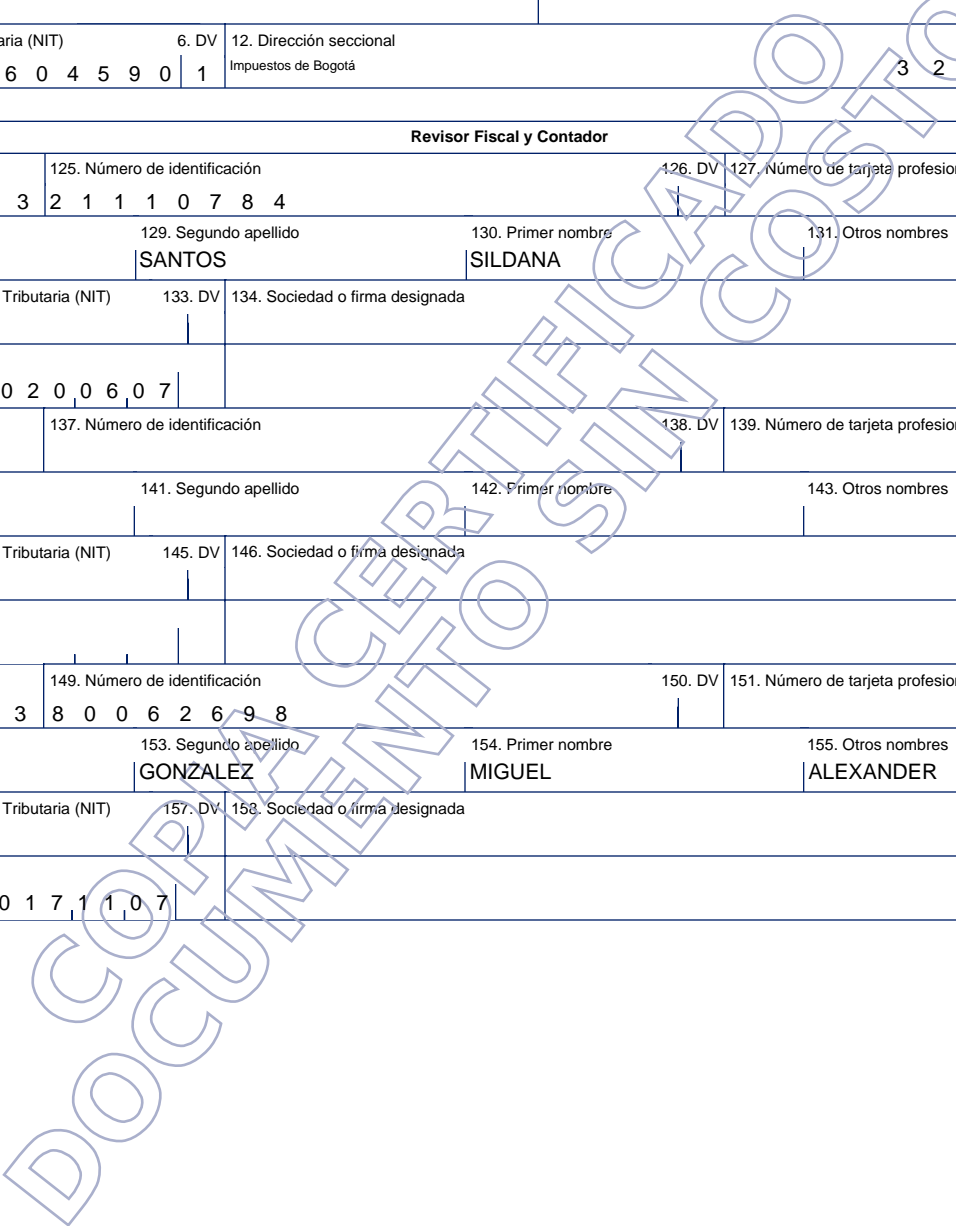 aria (NIT) 6. DV 12. Dirección seccional
6 0 4 5 9 0 1 Impuestos de Bogotá 3 2
Revisor Fiscal y Contador
125. Número de identificación 126. DV 127. Número de tarjeta profesion
3 2 1 1 1 0 7 8 4
129. Segundo apellido 130. Primer nombre 131. Otros nombres
SANTOS SILDANA
Tributaria (NIT) 133. DV 134. Sociedad o firma designada
0 2 0 0 6 0 7
137. Número de identificación 138. DV 139. Número de tarjeta profesion
141. Segundo apellido 142. Primer nombre 143. Otros nombres
Tributaria (NIT) 145. DV 146. Sociedad o firma designada
149. Número de identificación 150. DV 151. Número de tarjeta profesion
3 8 0 0 6 2 6 9 8
153. Segundo apellido 154. Primer nombre 155. Otros nombres
GONZALEZ MIGUEL ALEXANDER
Tributaria (NIT) 157. DV 158. Sociedad o firma designada
0 1 7 1 1 0 7
COPIA CERTIFICADO
DOCUMENTO SIN COSTO